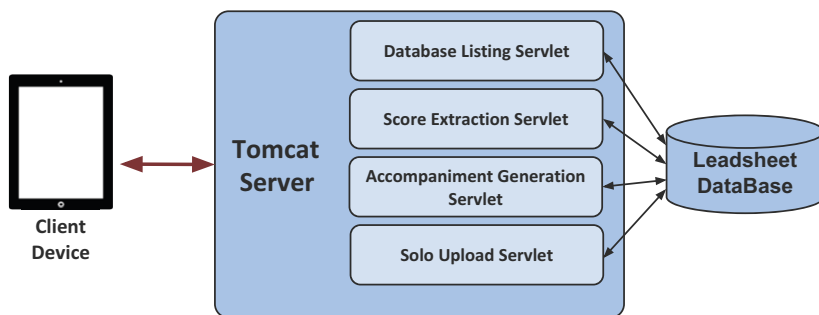 Database Listing Servlet
Score Extraction Servlet
Tomcat
Server
Accompaniment Generation
Servlet
Solo Upload Servlet
Client
Device
Leadsheet
DataBase